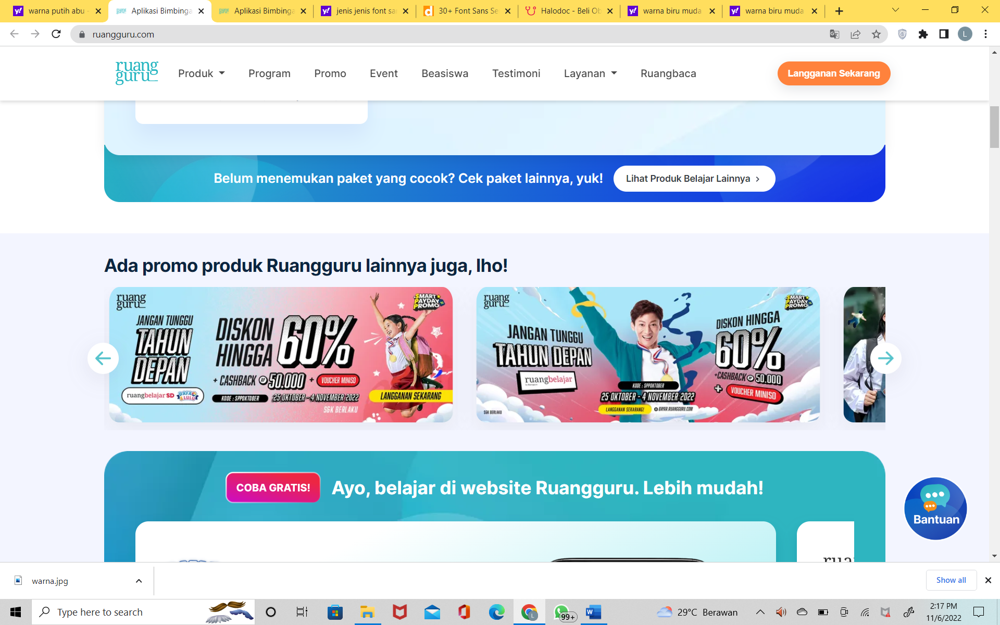 warna putih abu -
Aplikasi Bimbinga
Aplikasi Bimbinga
jenis jenis font sa
30+ Font Sans Se
Halodoc - Beli Ob
warna biru muda
warna biru muda
ruangguru.com
L
ruang
guru
Produk
Program
Promo
Event
Beasiswa
Testimoni
Layanan
Ruangbaca
Langganan Sekarang
Belum menemukan paket yang cocok? Cek paket lainnya, yuk!
Lihat Produk Belajar Lainnya
Ada promo produk Ruangguru lainnya juga, lho!
ruang
guru
SMART
PAYDAY
PROMO
JANGAN TUNGGU
TAHUN
DEPAN
DISKON
HINGGA
60%
+ CASHBACK RP 50.000 + VOUCHER MINISO
ruangbelajar SD DAFA & LULU
KODE : SPPOKTOBER
25 OKTOBER - 4 NOVEMBER 2022
LANGGANAN SEKARANG
S&K BERLAKU
ruang
guru
SMART
PAYDAY
PROMO
JANGAN TUNGGU
TAHUN DEPAN
ruangbelajar
DISKON HINGGA
60%
+CASHBACK RP 50.000
+ VOUCHER MINISO
KODE : SPPOKTOBER
25 OKTOBER - 4 NOVEMBER 2022
LANGGANAN SEKARANG!
BAYAR.RUANGGURU.COM
S&K BERLAKU
COBA GRATIS!
Ayo, belajar di website Ruangguru. Lebih mudah!
Bantuan
warna.jpg
Show all
Type here to search
L
99+
29°C Berawan
2:17 PM
11/6/2022